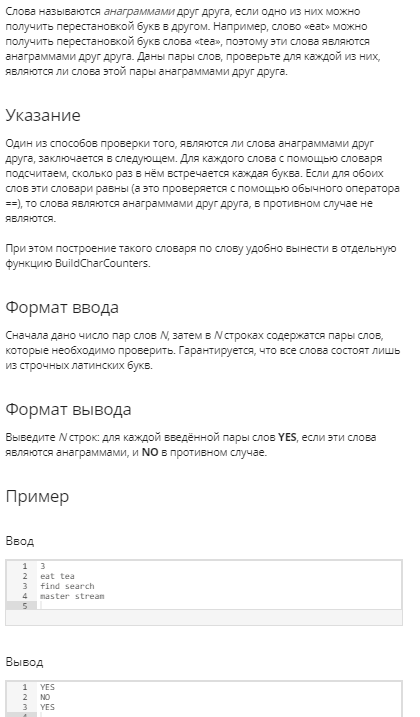 Слова называются анаграммами друг друга, если одно из них можно
получить перестановкой букв в другом. Например, слово «eat» можно
получить перестановкой букв слова «tea», поэтому эти слова являются
анаграммами друг друга. Даны пары слов, проверьте для каждой из них,
являются ли слова этой пары анаграммами друг друга.
Указание
Один из способов проверки того, являются ли слова анаграммами друг
друга, заключается в следующем. Для каждого слова с помощью словаря
подсчитаем, сколько раз в нём встречается каждая буква. Если для обоих
слов эти словари равны (а это проверяется с помощью обычного оператора
==), то слова являются анаграммами друг друга, в противном случае не
являются.
При этом построение такого словаря по слову удобно вынести в отдельную
функцию BuildCharCounters.
Формат ввода
Сначала дано число пар слов N, затем в N строках содержатся пары слов,
которые необходимо проверить. Гарантируется, что все слова состоят лишь
из строчных латинских букв.
Формат вывода
Выведите N строк: для каждой введённой пары слов YES, если эти слова
являются анаграммами, и NO в противном случае.
Пример
Ввод
1 3
2 eat tea
3 find search
4 master stream
5
Вывод
1 YES
2 NO
3 YES